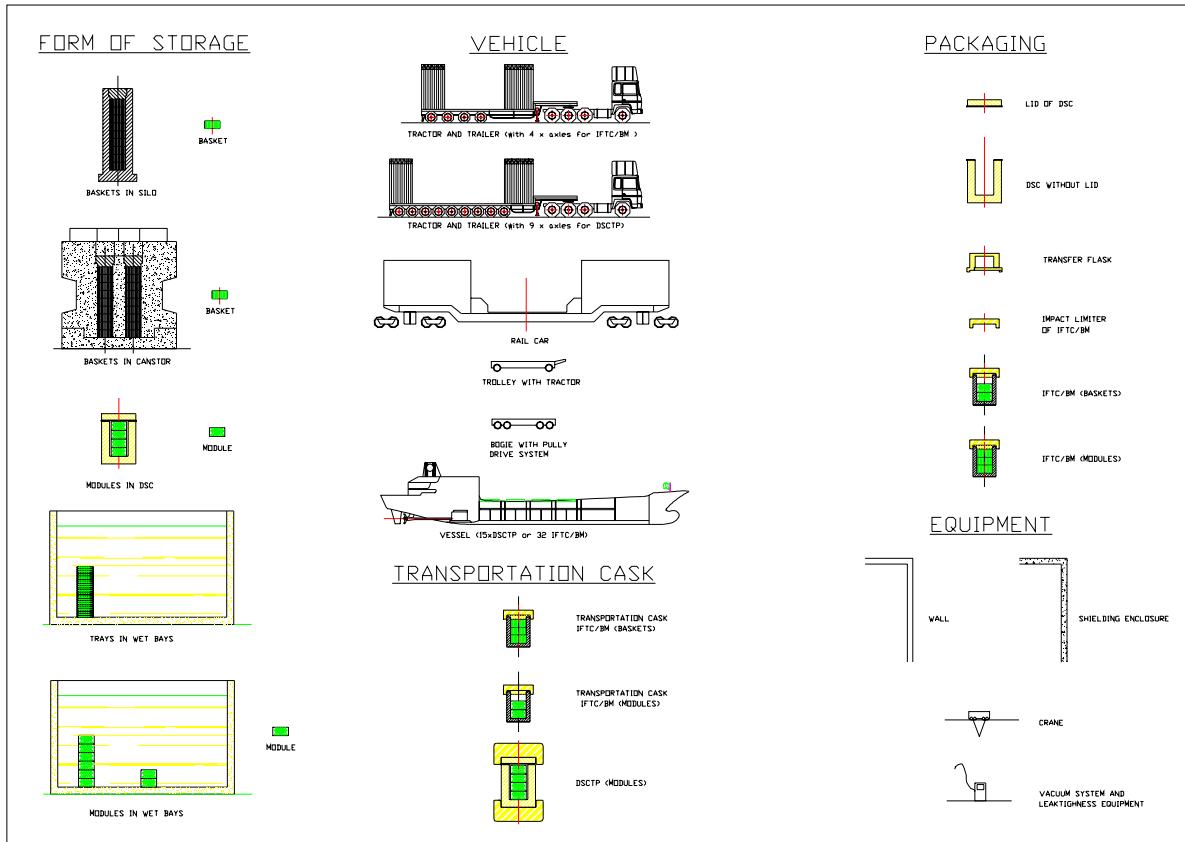 FORM OF STORAGE
BASKET
BASKETS IN SILO
BASKET
BASKETS IN CANSTOR
MODULE
MODULES IN DSC
TRAYS IN WET BAYS
MODULE
MODULES IN WET BAYS
VEHICLE
TRACTOR AND TRAILER (with 4 x axles for IFTC/BM )
TRACTOR AND TRAILER (with 9 x axles for DSCTP)
RAIL CAR
TROLLEY WITH TRACTOR
BOGIE WITH PULLY
DRIVE SYSTEM
VESSEL (15xDSCTP or 32 IFTC/BM)
TRANSPORTATION CASK
TRANSPORTATION CASK
IFTC/BM (BASKETS)
TRANSPORTATION CASK
IFTC/BM (MODULES)
DSCTP (MODULES)
PACKAGING
LID OF DSC
DSC WITHOUT LID
TRANSFER FLASK
IMPACT LIMITER
OF IFTC/BM
IFTC/BM (BASKETS)
IFTC/BM (MODULES)
EQUIPMENT
WALL
SHIELDING ENCLOSURE
CRANE
VACUUM SYSTEM AND
LEAKTIGHNESS EQUIPMENT